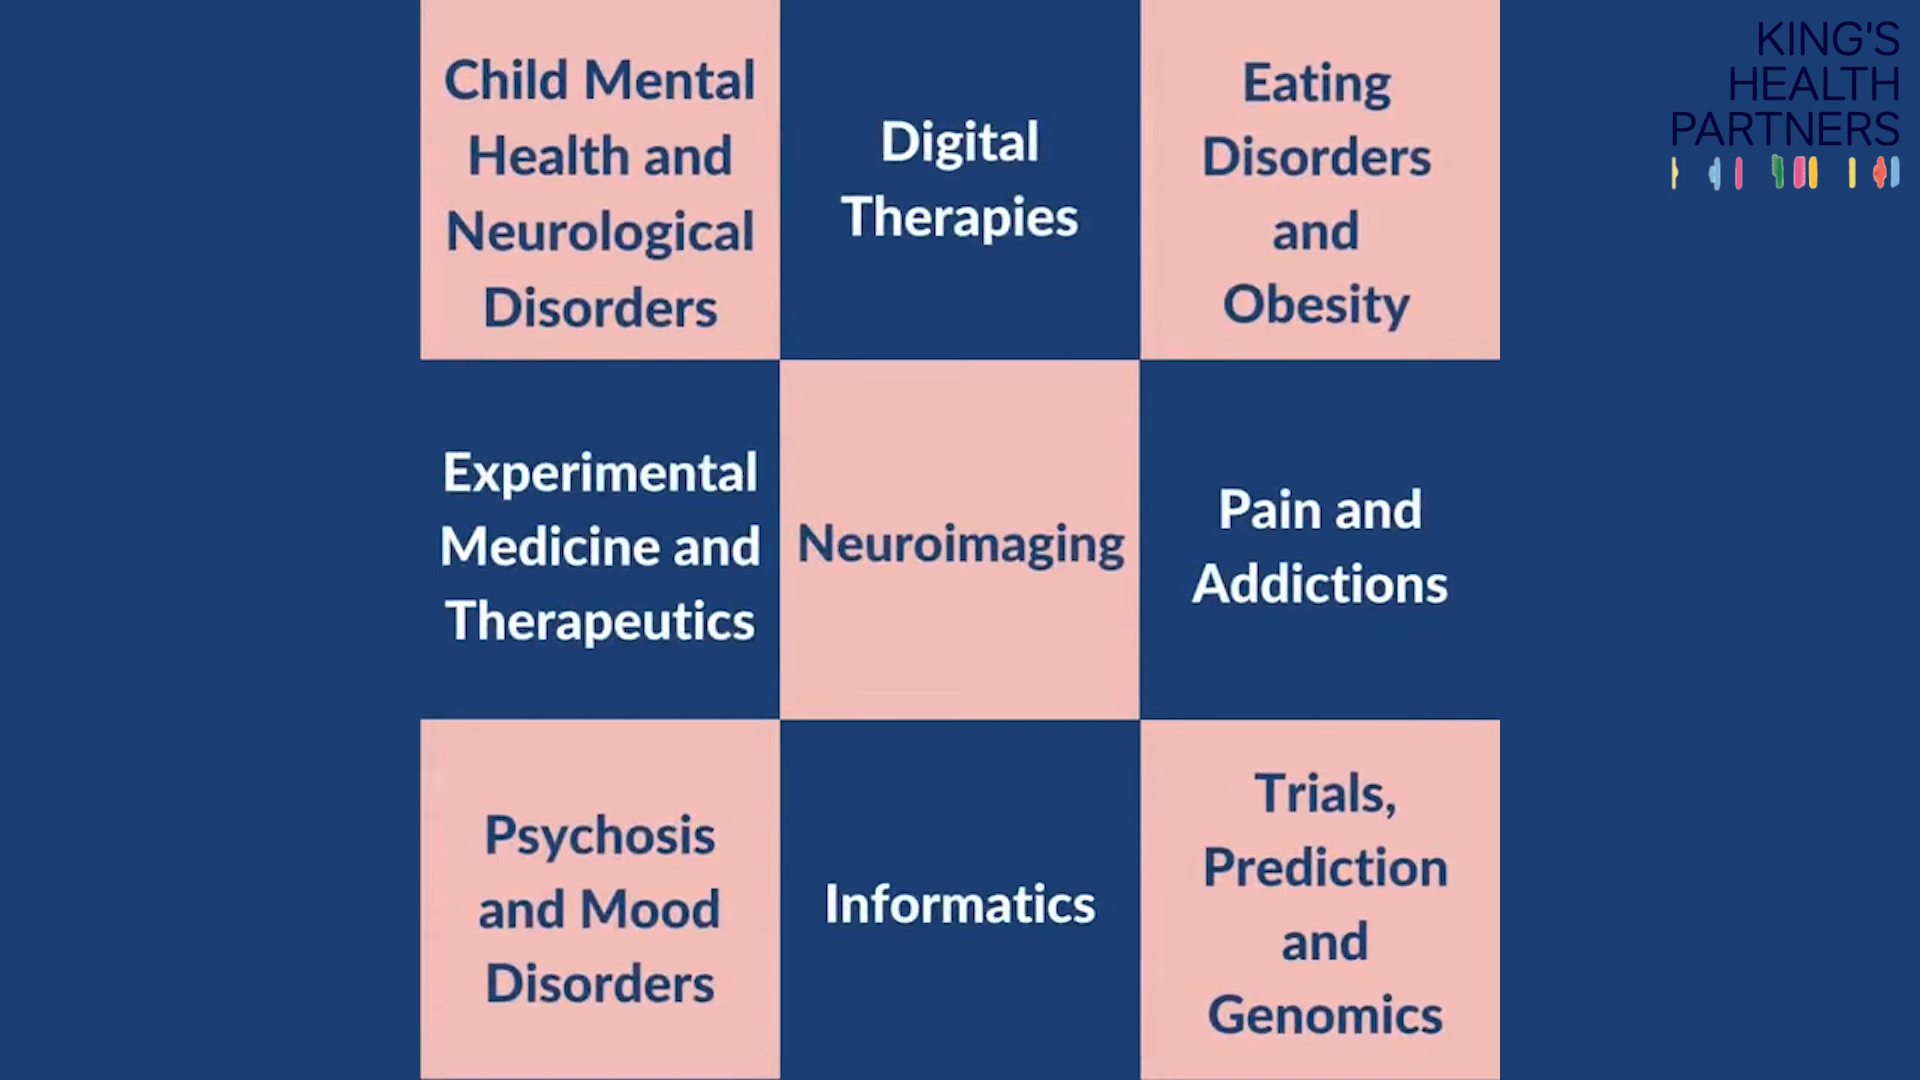 Child Mental
Health and
Neurological
Disorders
Digital
Therapies
Eating
Disorders
and
Obesity
KING'S
HEALTH
PARTNERS
Experimental
Medicine and
Therapeutics
Neuroimaging
Pain and
Addictions
Psychosis
and Mood
Disorders
Informatics
Trials,
Prediction
and
Genomics